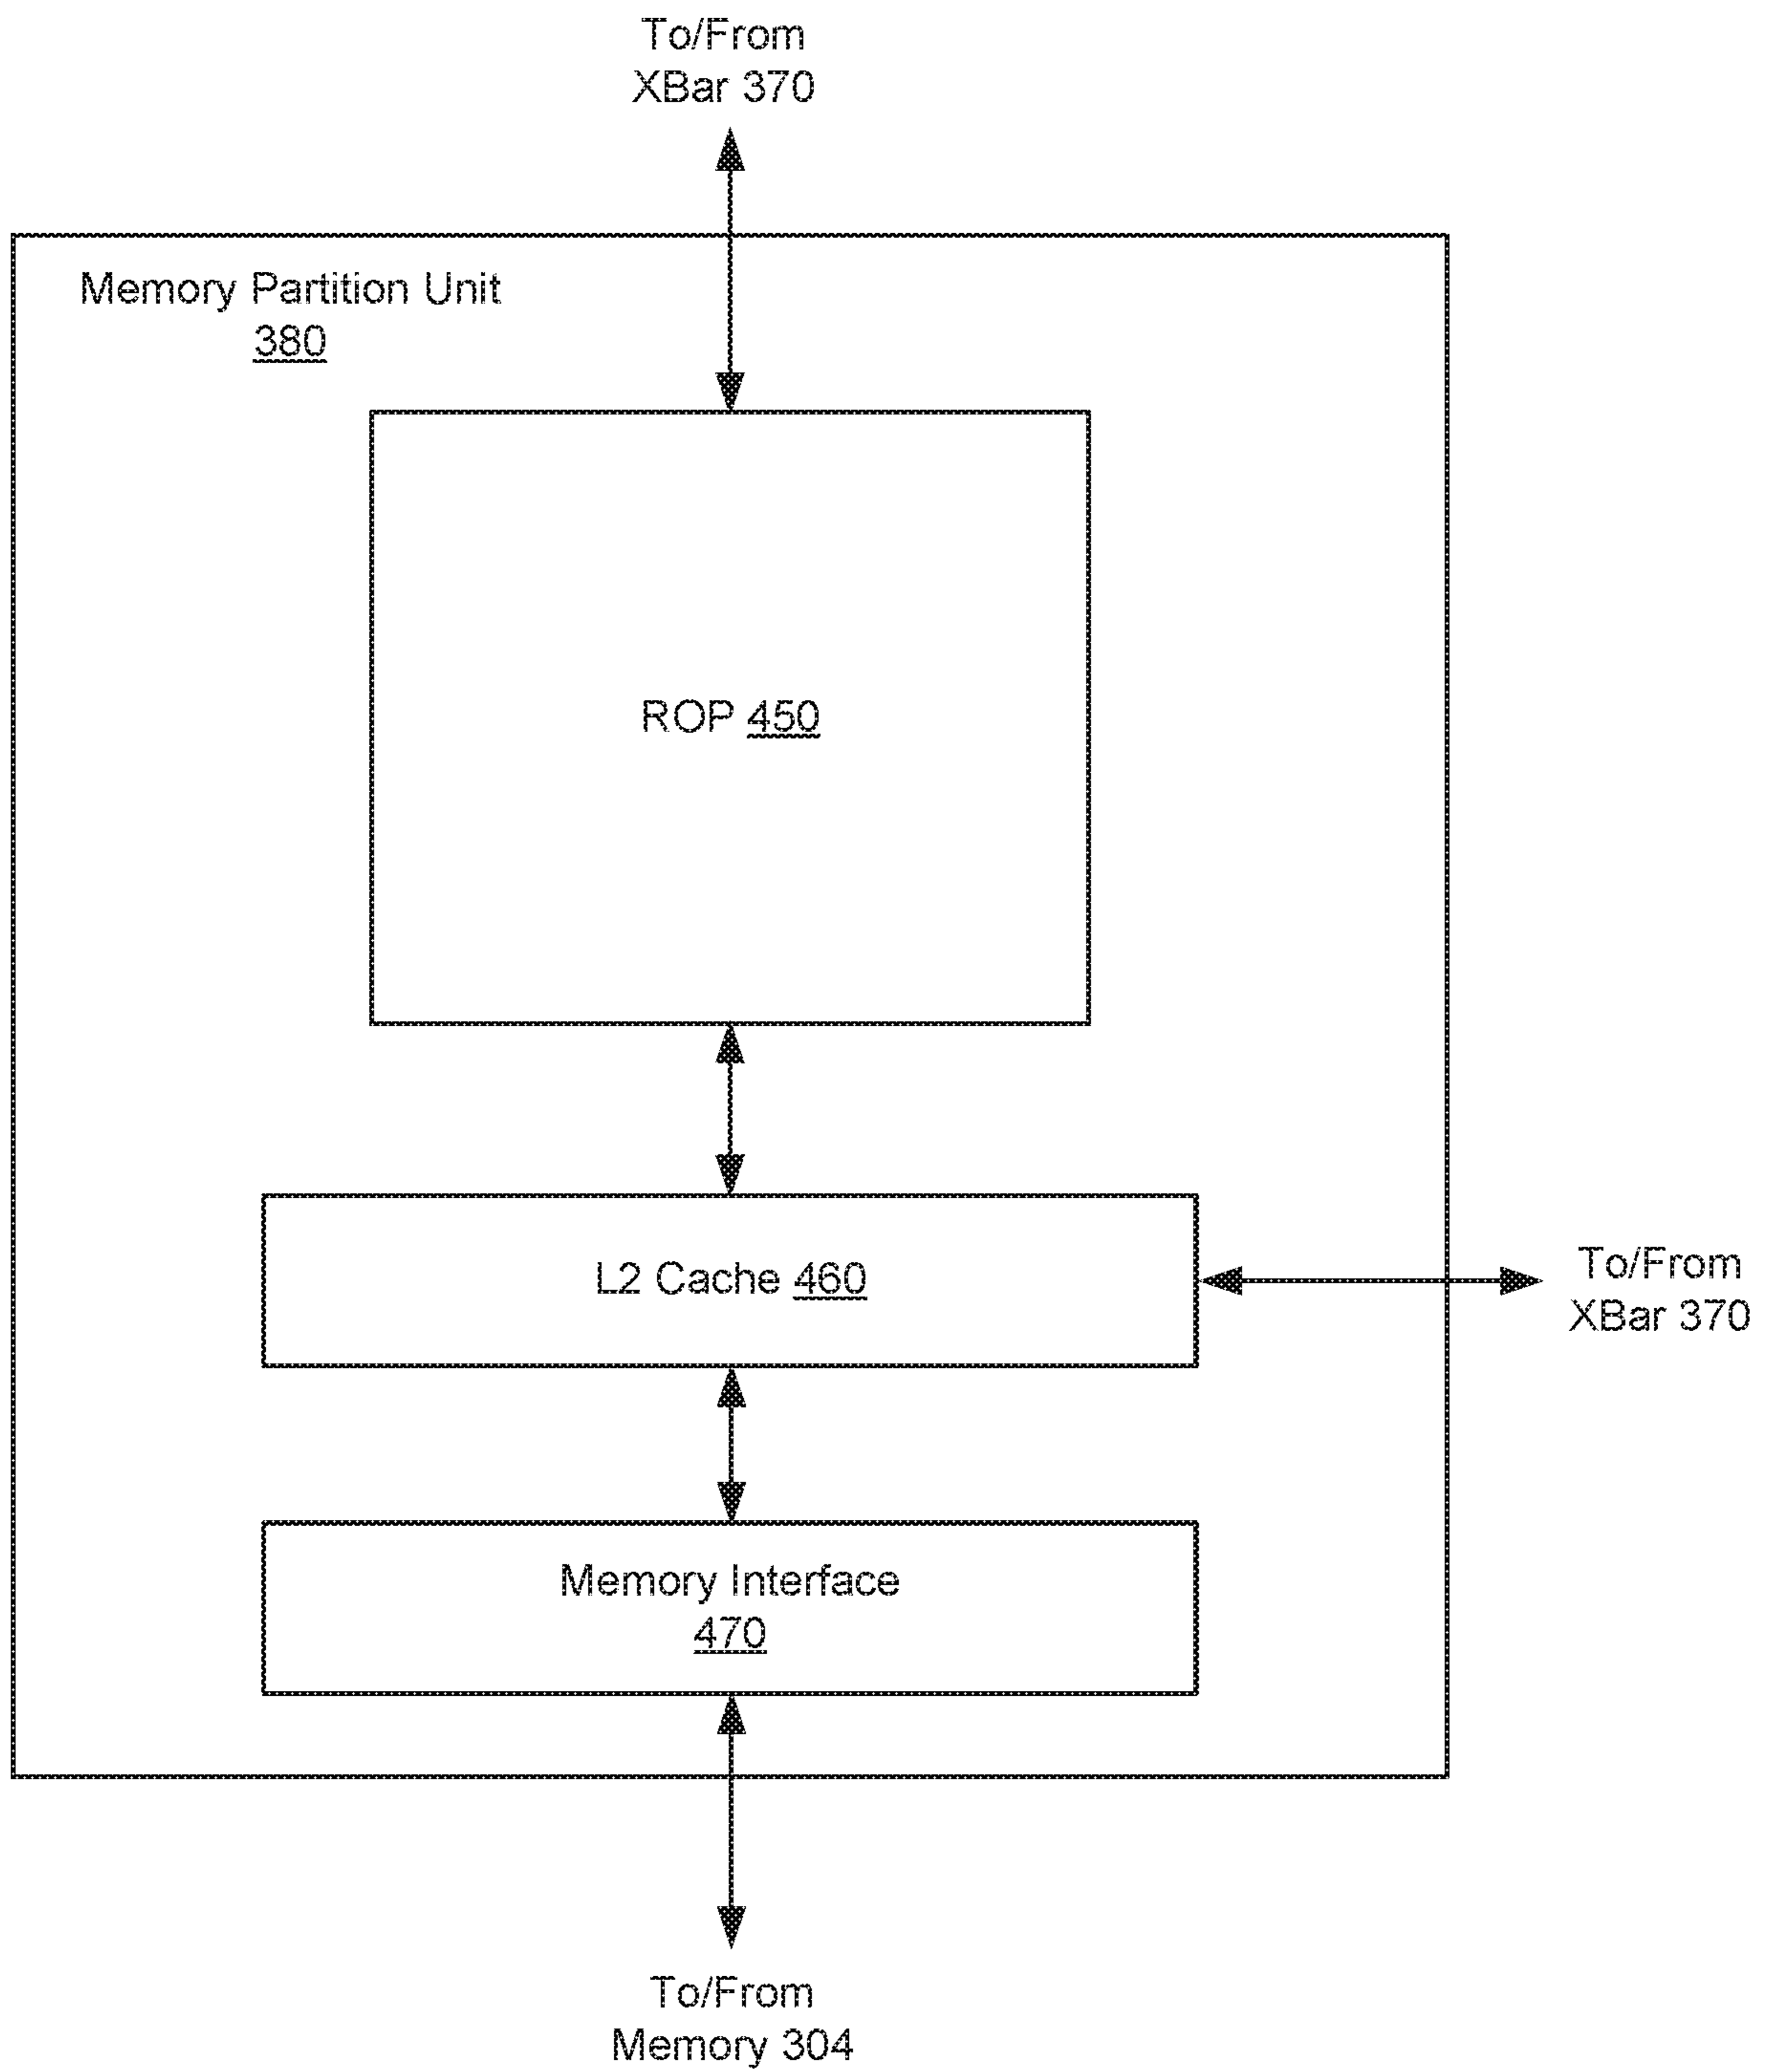 To/From
XBar 370
Memory Partition Unit
380
ROP 450
L2 Cache 460
To/From
XBar 370
Memory Interface
470
To/From
Memory 304